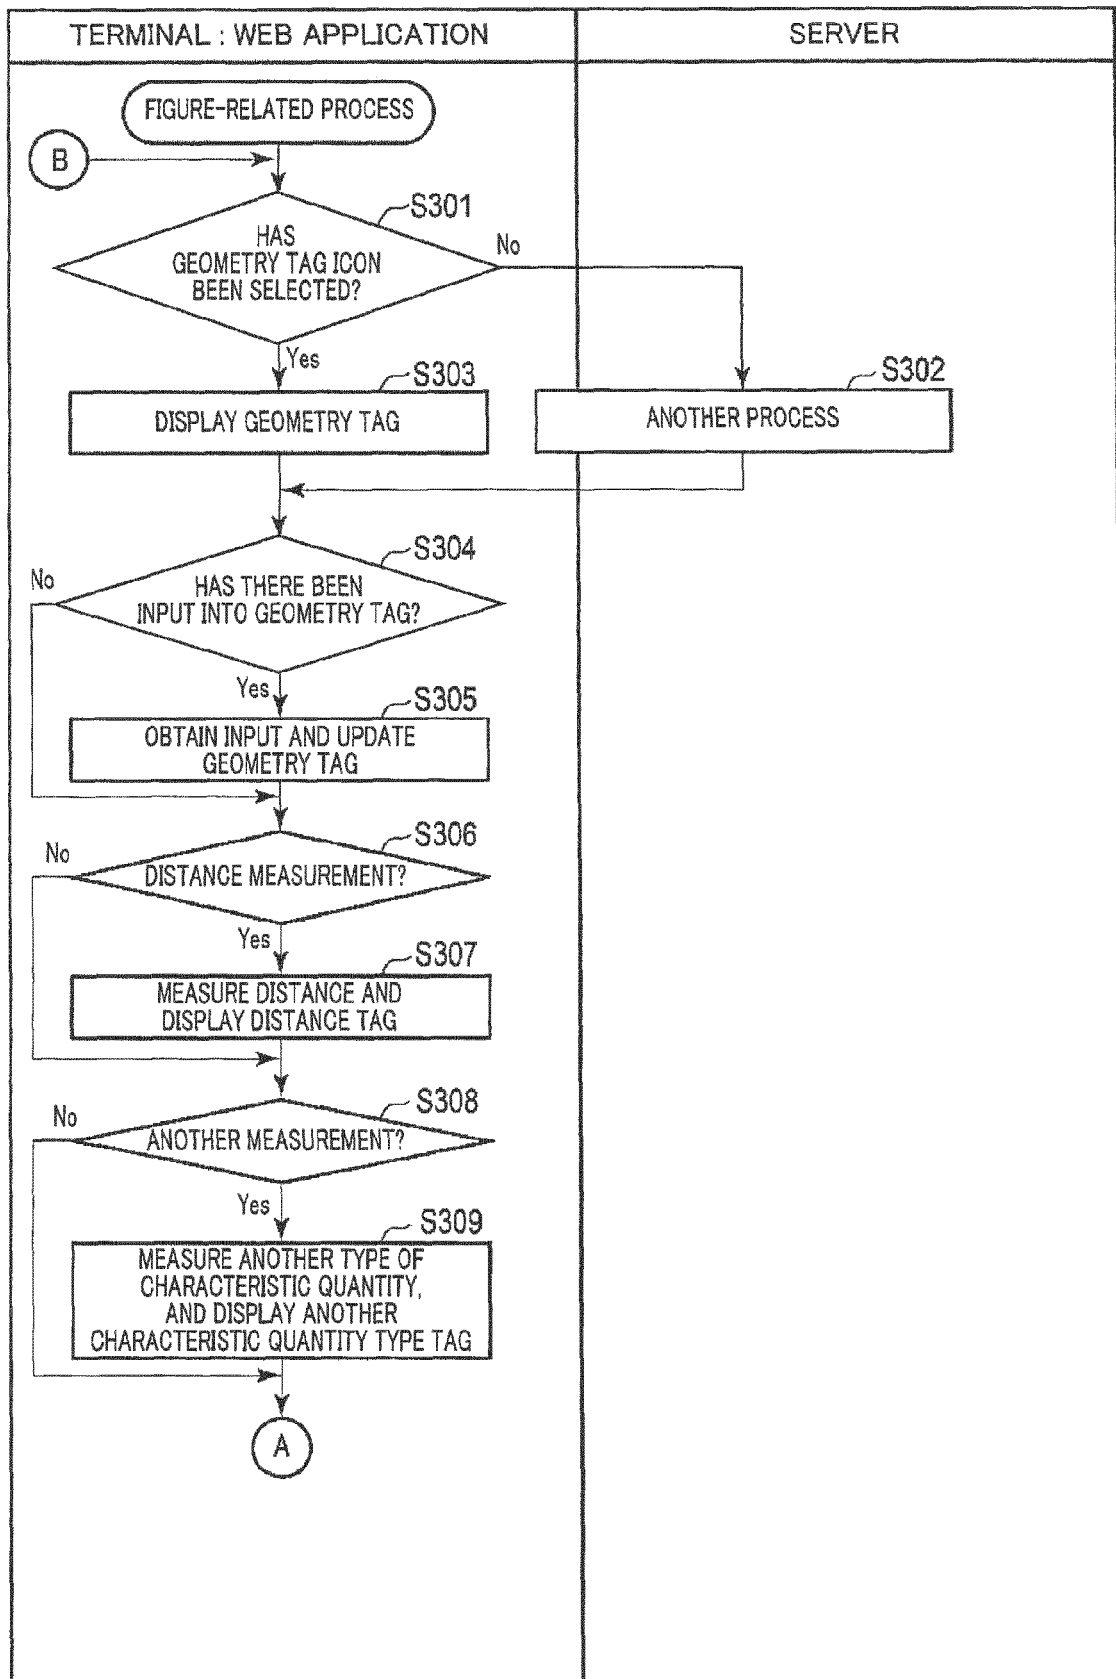 TERMINAL : WEB APPLICATION
SERVER
FIGURE-RELATED PROCESS
B
S301
HAS
GEOMETRY TAG ICON
BEEN SELECTED?
No
Yes
S303
DISPLAY GEOMETRY TAG
S302
ANOTHER PROCESS
S304
No
HAS THERE BEEN
INPUT INTO GEOMETRY TAG?
Yes
S305
OBTAIN INPUT AND UPDATE
GEOMETRY TAG
S306
No
DISTANCE MEASUREMENT?
Yes
S307
MEASURE DISTANCE AND
DISPLAY DISTANCE TAG
S308
No
ANOTHER MEASUREMENT?
Yes
S309
MEASURE ANOTHER TYPE OF
CHARACTERISTIC QUANTITY,
AND DISPLAY ANOTHER
CHARACTERISTIC QUANTITY TYPE TAG
A